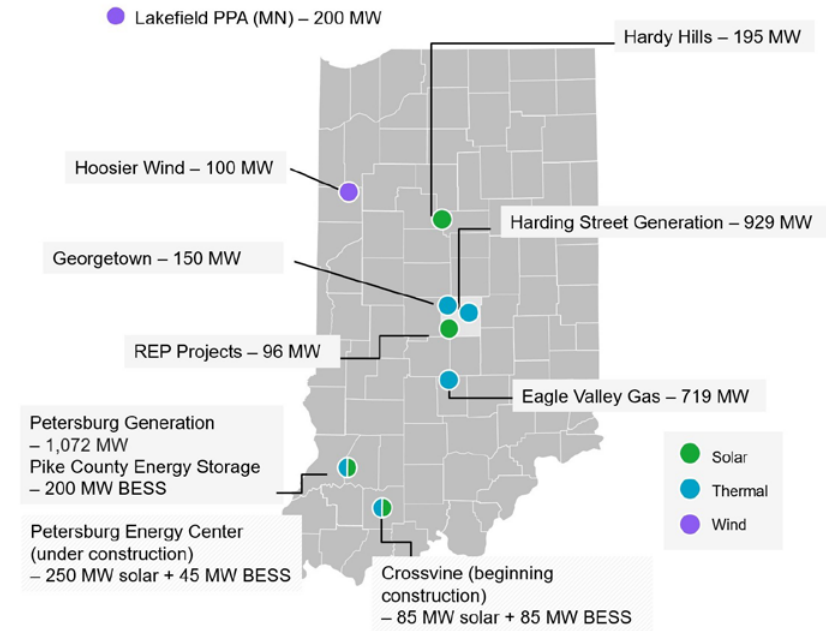 Lakefield PPA (MN) – 200 MW
Hardy Hills – 195 MW
Hoosier Wind – 100 MW
Harding Street Generation – 929 MW
Georgetown – 150 MW
REP Projects – 96 MW
Eagle Valley Gas – 719 MW
Petersburg Generation
– 1,072 MW
Pike County Energy Storage
– 200 MW BESS
Petersburg Energy Center
(under construction)
– 250 MW solar + 45 MW BESS
Crossvine (beginning
construction)
– 85 MW solar + 85 MW BESS
Solar
Thermal
Wind